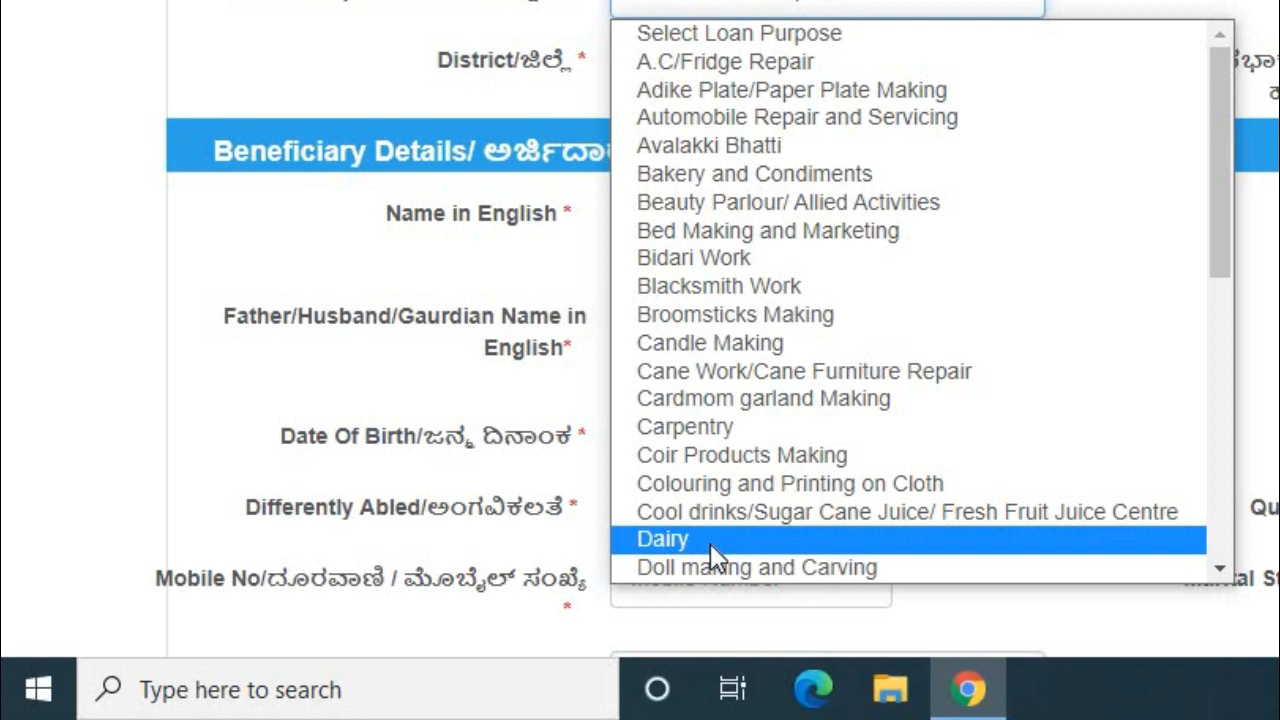 Select Loan Purpose
District/ಜಿಲ್ಲೆ *
A.C/Fridge Repair
Adike Plate/Paper Plate Making
Automobile Repair and Servicing
Beneficiary Details/
Avalakki Bhatti
Bakery and Condiments
Name in English *
Beauty Parlour/ Allied Activities
Bed Making and Marketing
Bidari Work
Blacksmith Work
Father/Husband/Gaurdian Name in
English*
Broomsticks Making
Candle Making
Cane Work/Cane Furniture Repair
Cardmom garland Making
Date Of Birth/ಜನ್ಮ ದಿನಾಂಕ *
Carpentry
Coir Products Making
Colouring and Printing on Cloth
Differently Abled/ಅಂಗವಿಕಲತೆ *
Cool drinks/Sugar Cane Juice/ Fresh Fruit Juice Centre
Dairy
Doll making and Carving
Mobile No/ದೂರವಾಣಿ / ಮೊಬೈಲ್ ಸಂಖ್ಯೆ
*
Type here to search